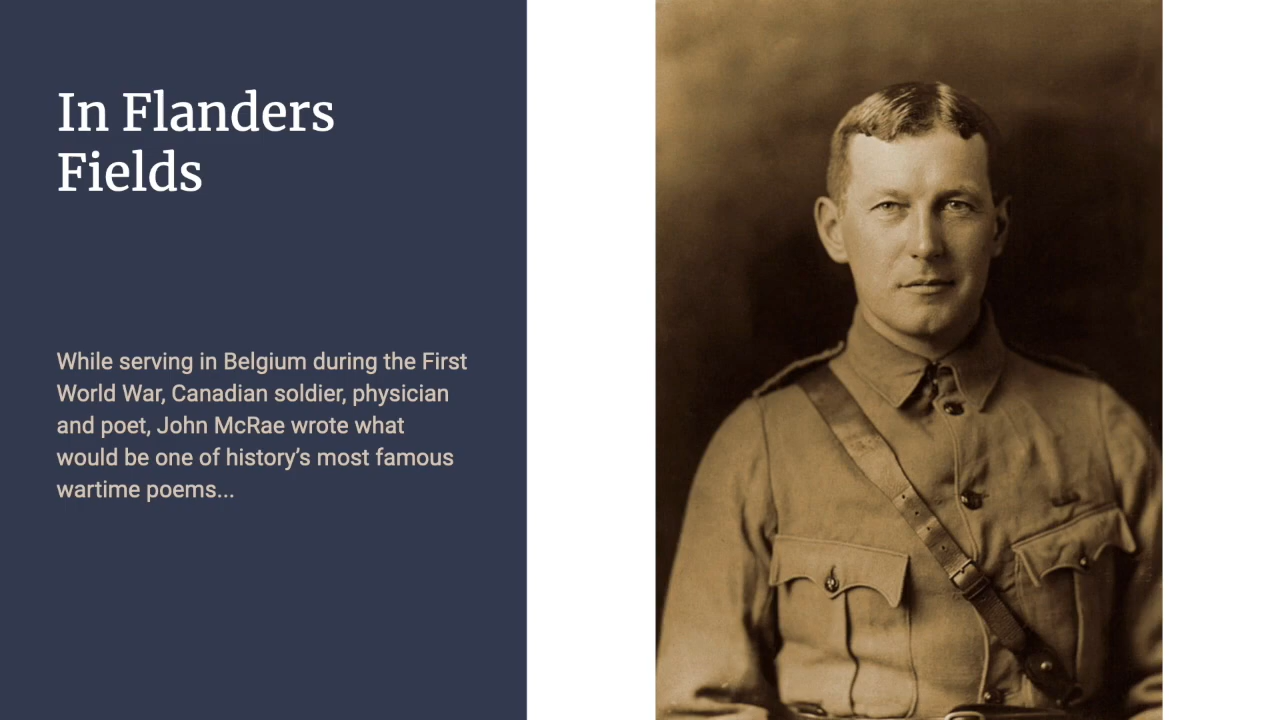 In Flanders
Fields
While serving in Belgium during the First
World War, Canadian soldier, physician
and poet, John McRae wrote what
would be one of history’s most famous
wartime poems...